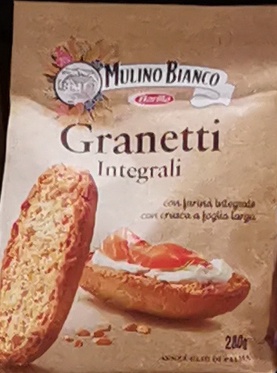 MULINO BIANCO
Barilla
Granetti
Integrali
con farina integrale
con crusca a foglia larga
280g
SENZA OLIO DI PALMA